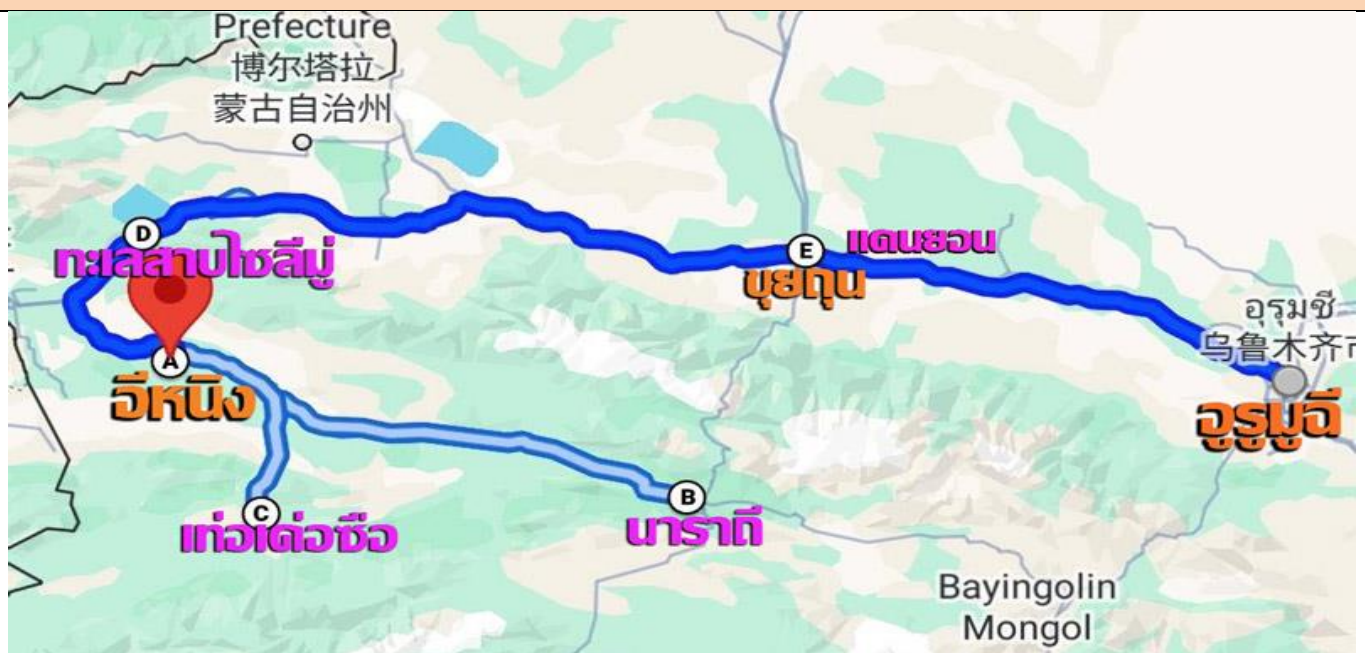 Prefecture
博尔塔拉
蒙古自治州
D
ทะเลสาบไซลีมู่
E
แคนยอน
ขุยถุน
อุรุมชี
乌鲁木齐市
A
อีหนิง
อูรูมูฉี
B
นาราถี
C
เท่อเค่อซือ
Bayingolin
Mongol